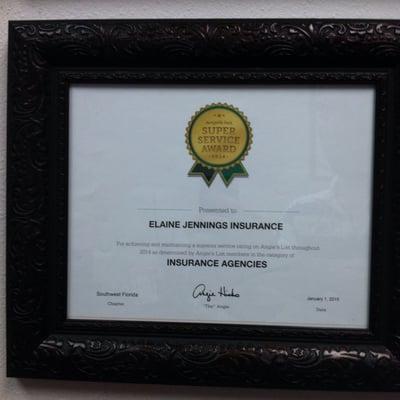 Angie's list
SUPER
SERVICE
AWARD
2014
Presented to
ELAINE JENNINGS INSURANCE
For achieving and maintaining a superior service rating on Angie's List throughout
2014 as determined by Angie's List members in the category of
INSURANCE AGENCIES
Southwest Florida
Chapter
Angie Hicks
"The" Angie
January 1, 2015
Date